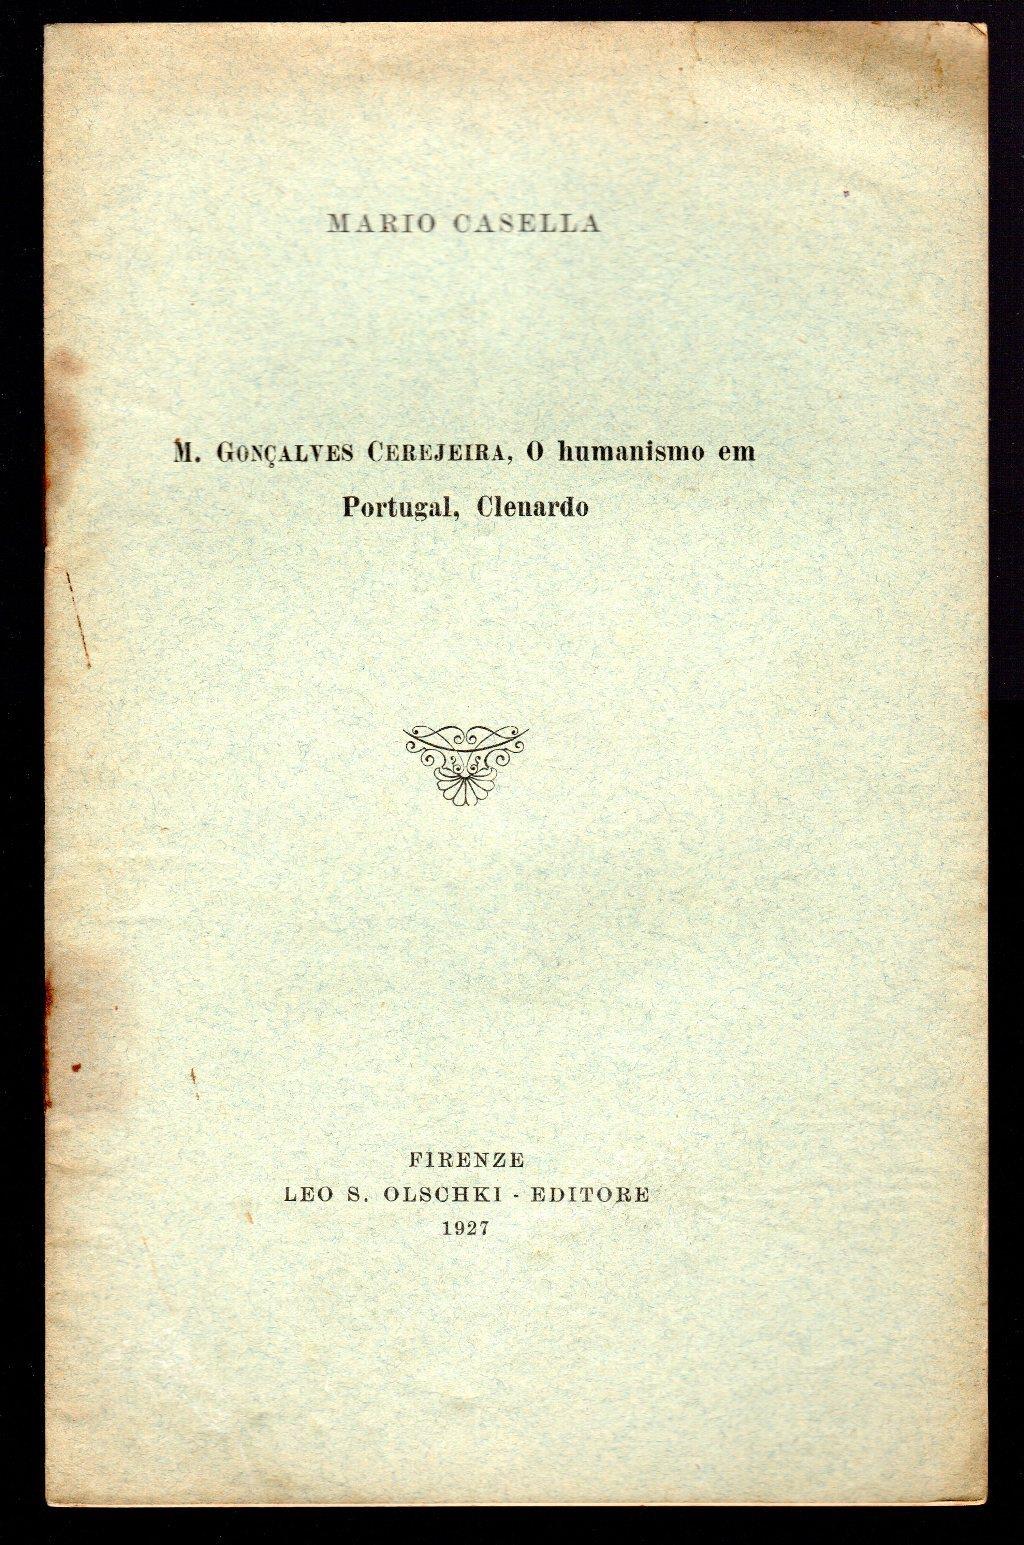 MARIO CASELLA
M. GONÇALVES CEREJEIRA, O humanismo em
Portugal, Clenardo
FIRENZE
LEO S. OLSCHKI - EDITORE
1927